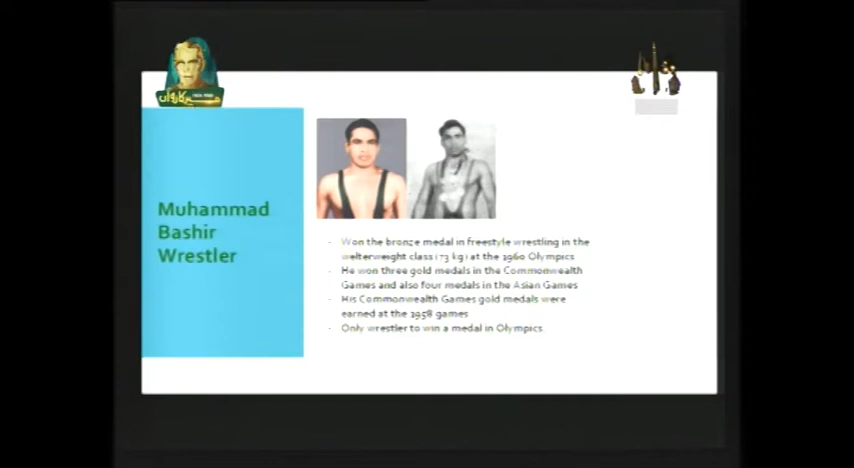 Muhammad
Bashir
Wrestler
- Won the bronze medal in freestyle wrestling in the
welterweight class (73 kg) at the 1960 Olympics
- He won three gold medals in the Commonwealth
Games and also four medals in the Asian Games
- His Commonwealth Games gold medals were
earned at the 1958 games
- Only wrestler to win a medal in Olympics.